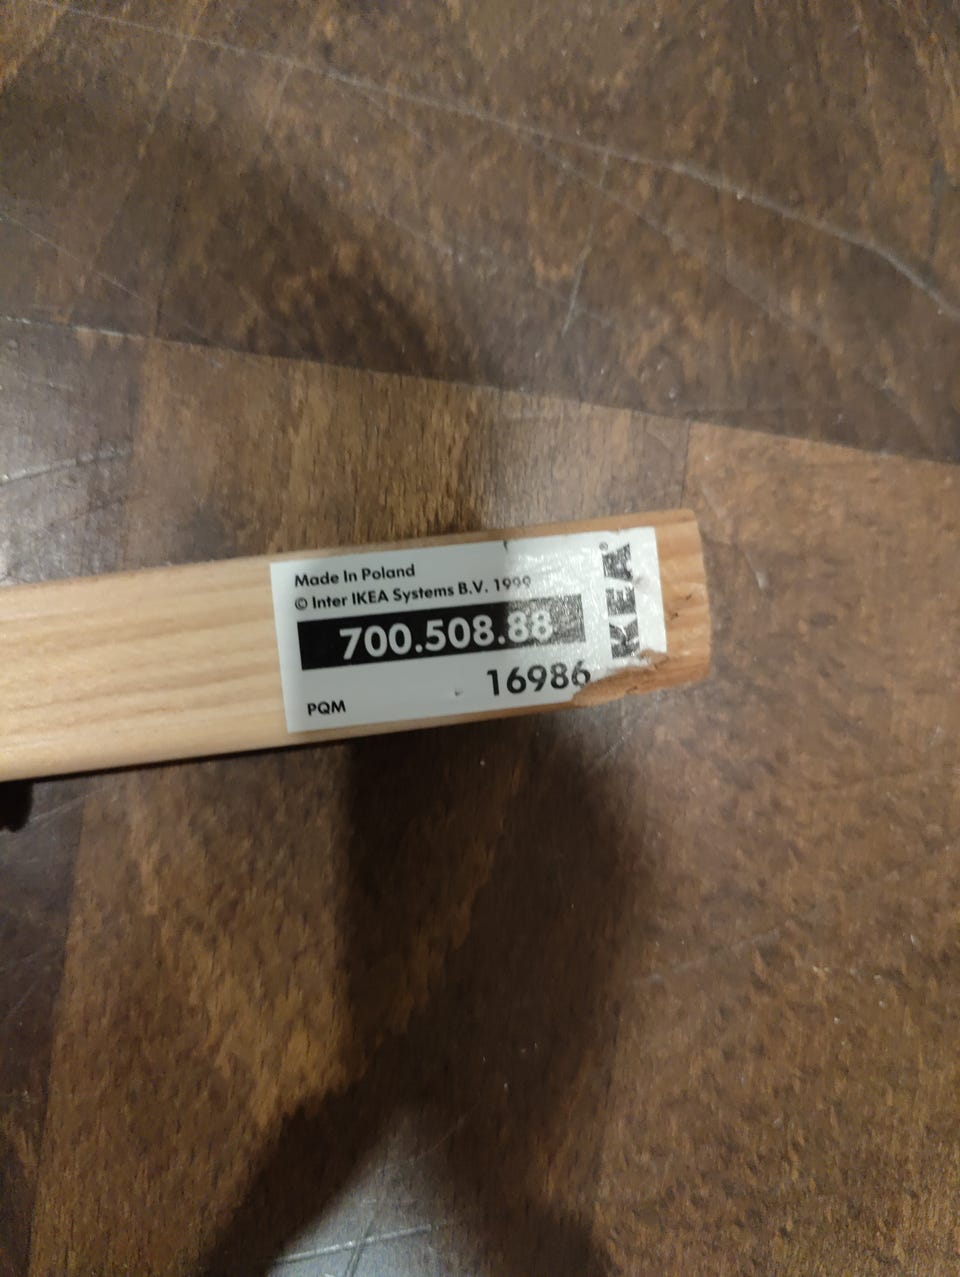 Made In Poland
© Inter IKEA Systems B.V. 1999
700.508.88
16986
PQM
IKEA®